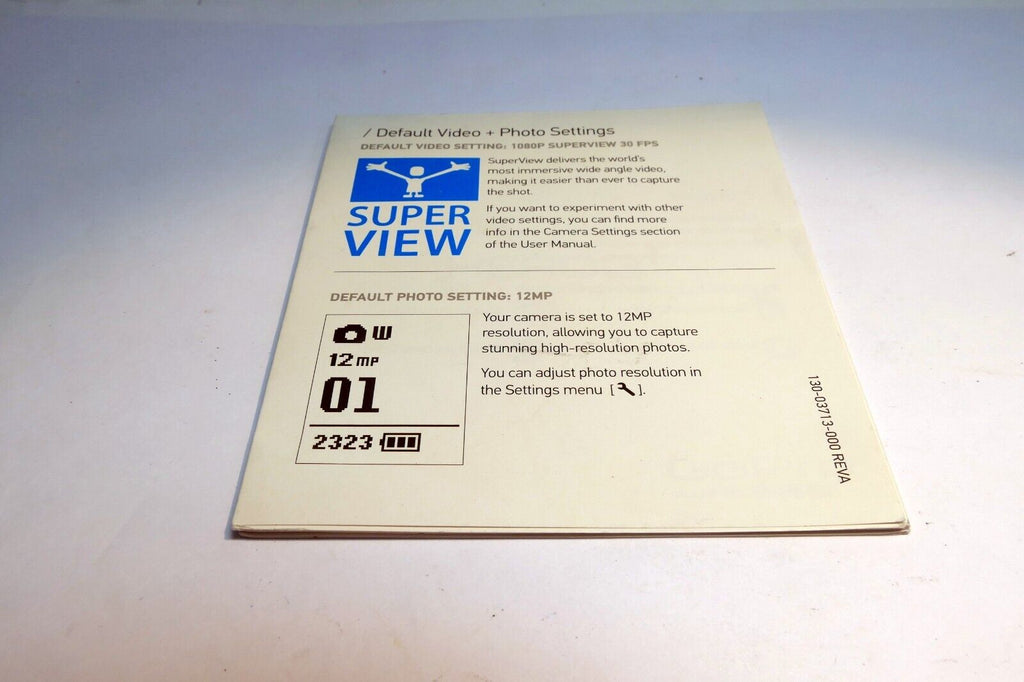 / Default Video + Photo Settings
DEFAULT VIDEO SETTING: 1080P SUPERVIEW 30 FPS
SUPER
VIEW
SuperView delivers the world's
most immersive wide angle video,
making it easier than ever to capture
the shot.
If you want to experiment with other
video settings, you can find more
info in the Camera Settings section
of the User Manual.
DEFAULT PHOTO SETTING: 12MP
W
12MP
01
2323
Your camera is set to 12MP
resolution, allowing you to capture
stunning high-resolution photos.
You can adjust photo resolution in
the Settings menu [ ].
130-03713-000 REVA